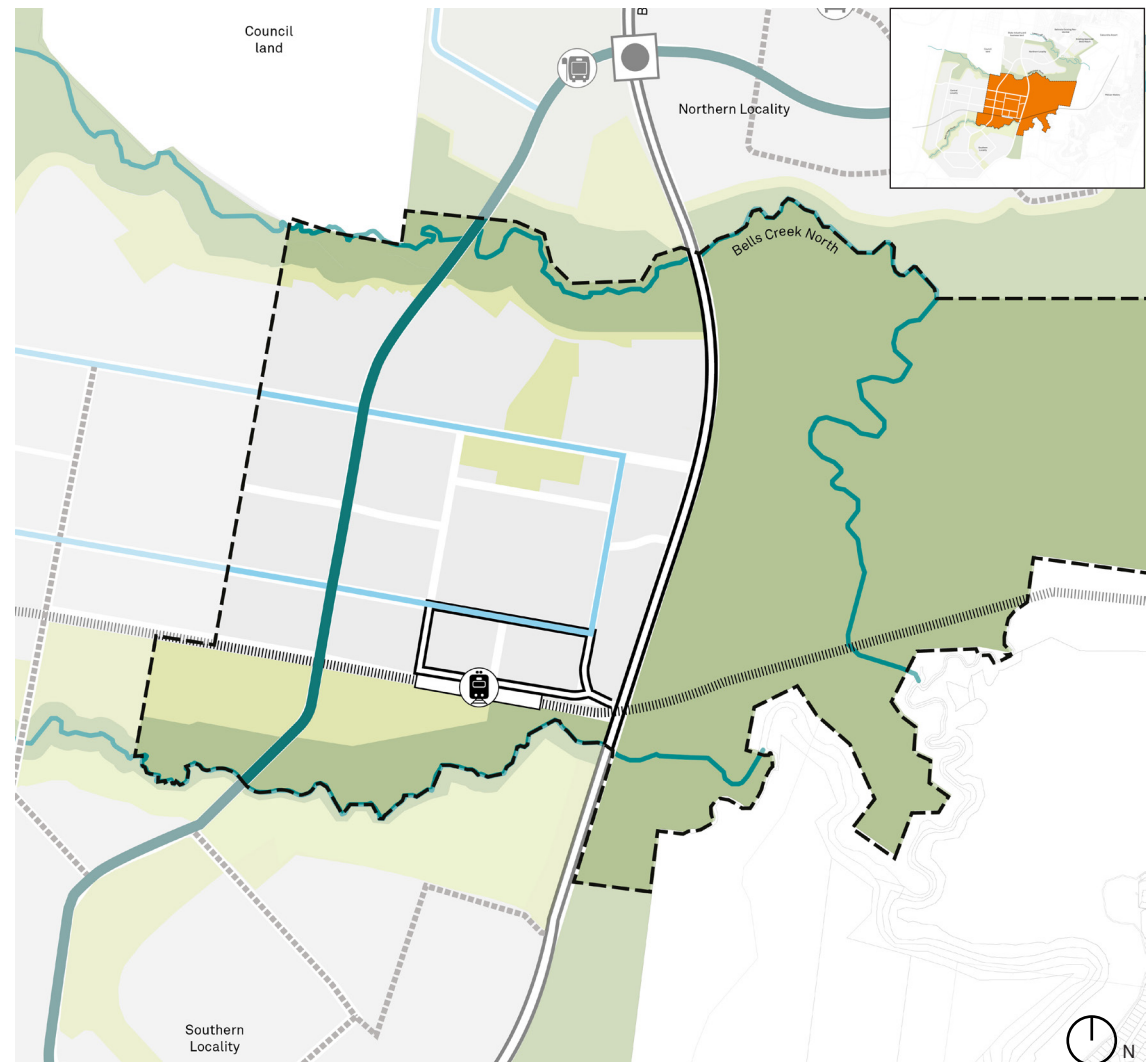 Council
land
B
Northern Locality
Bells Creek North
Southern
Locality
N